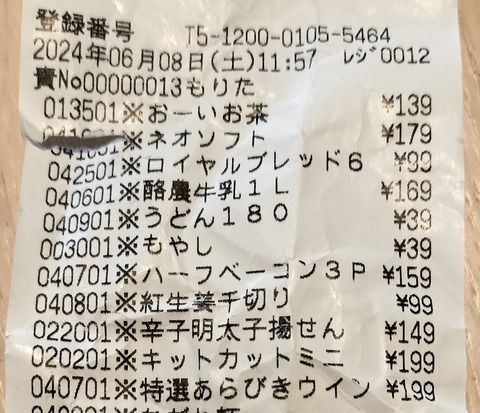 登録番号 T5-1200-0105-5464
2024年06月08日(土)11:57 レジ0012
責No00000013もりた
013501※おーいお茶 ¥139
※ネオソフト ¥179
042501※ロイヤルブレッド6 ¥99
040601※酪農牛乳1L ¥169
040901※うどん180 ¥39
003001※もやし ¥39
040701※ハーフベーコン3P ¥159
040801※紅生姜千切り ¥99
022001※辛子明太子揚せん ¥149
020201※キットカットミニ ¥199
040701※特選あらびきウイン ¥199